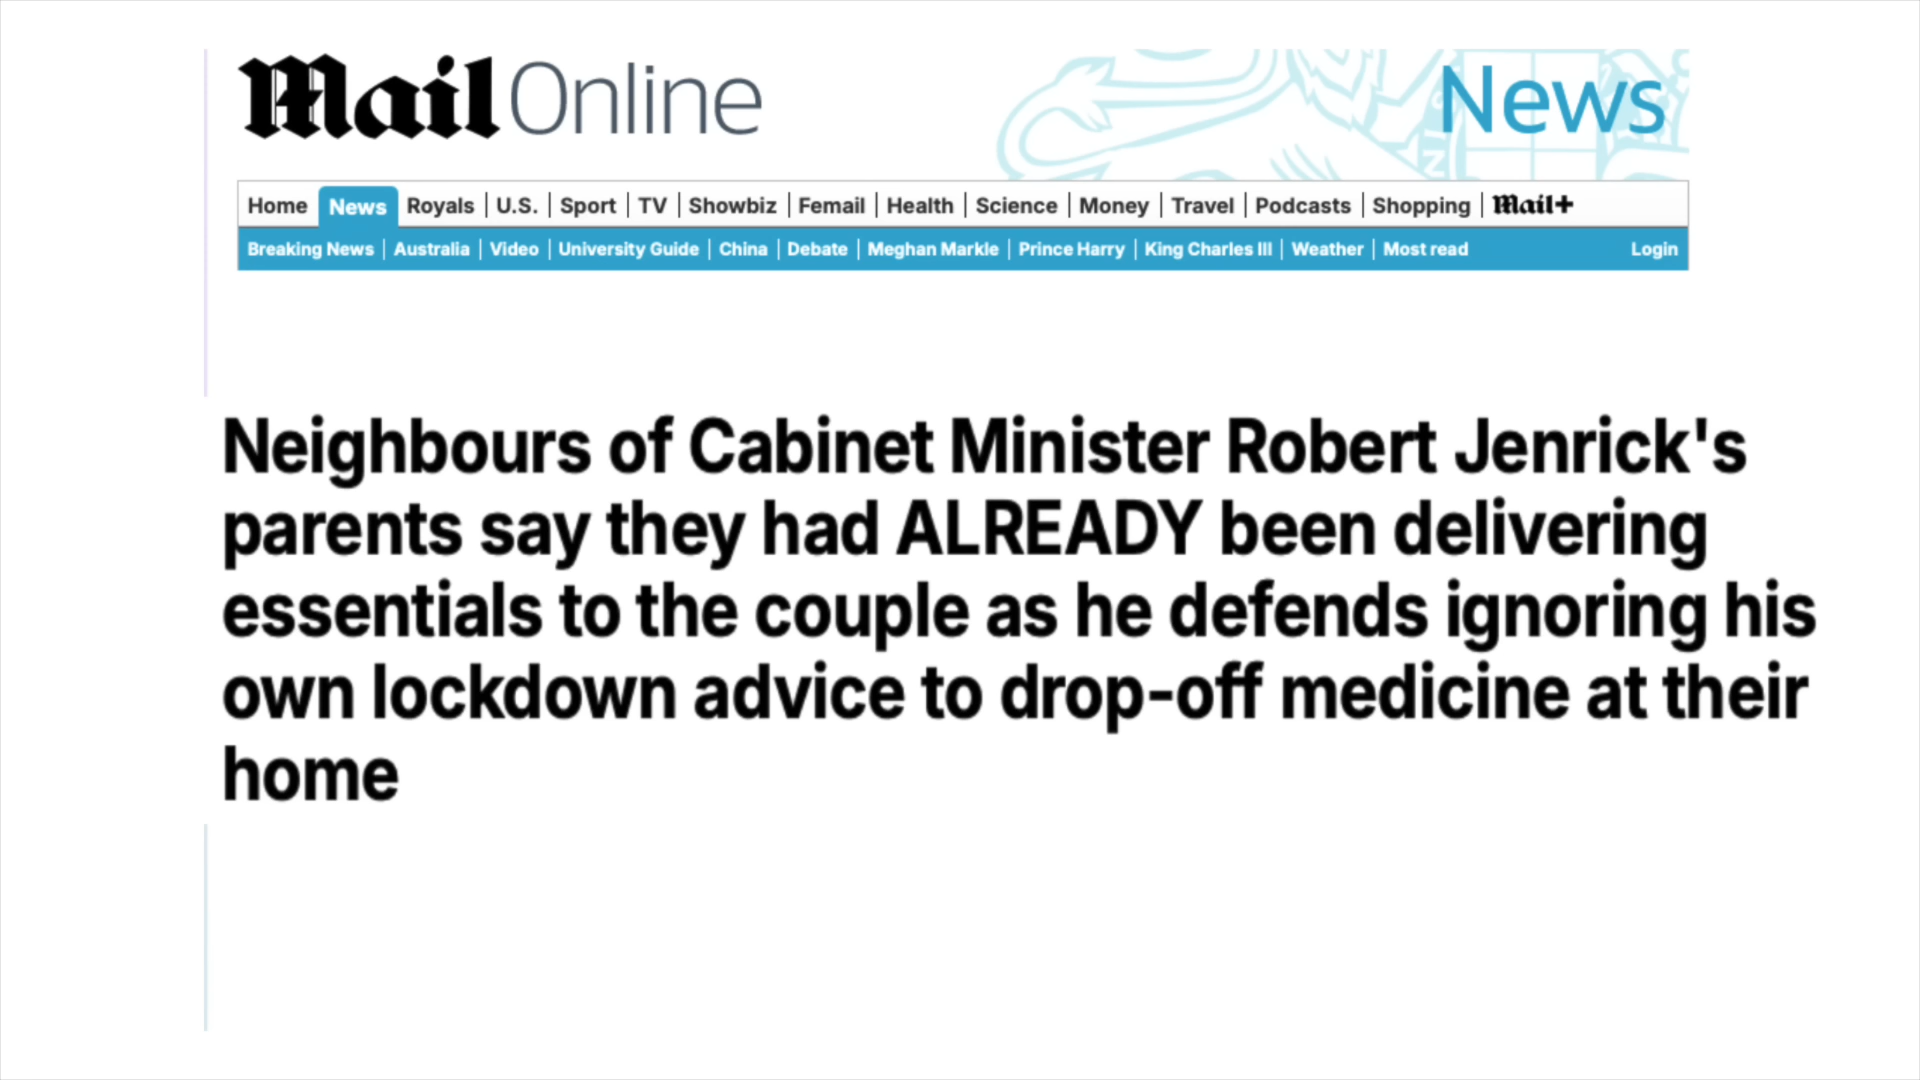 Mail Online
News
Home News Royals U.S. Sport TV Showbiz Femail Health Science Money Travel Podcasts Shopping Mail+
Breaking News Australia Video University Guide China Debate Meghan Markle Prince Harry King Charles III Weather Most read Login
Neighbours of Cabinet Minister Robert Jenrick's
parents say they had ALREADY been delivering
essentials to the couple as he defends ignoring his
own lockdown advice to drop-off medicine at their
home